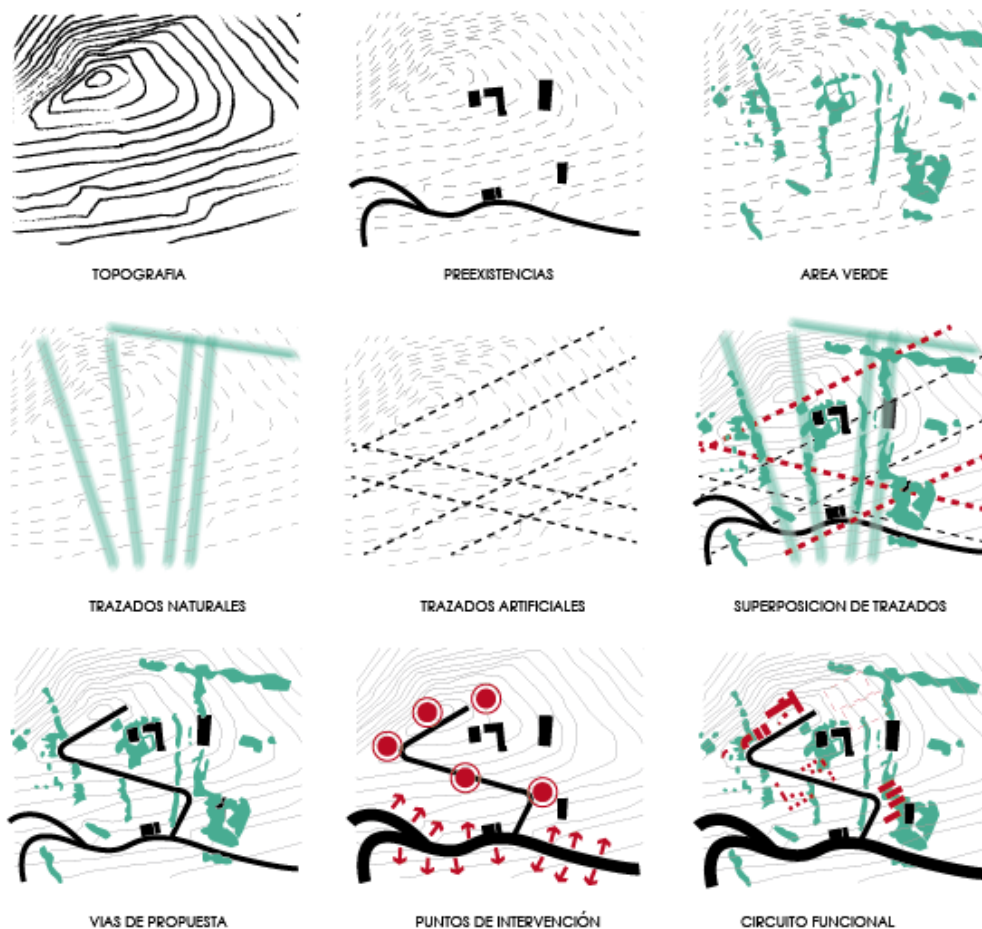 TOPOGRAFIA
PREEXISTENCIAS
AREA VERDE
TRAZADOS NATURALES
TRAZADOS ARTIFICIALES
SUPERPOSICION DE TRAZADOS
VIAS DE PROPUESTA
PUNTOS DE INTERVENCIÓN
CIRCUITO FUNCIONAL